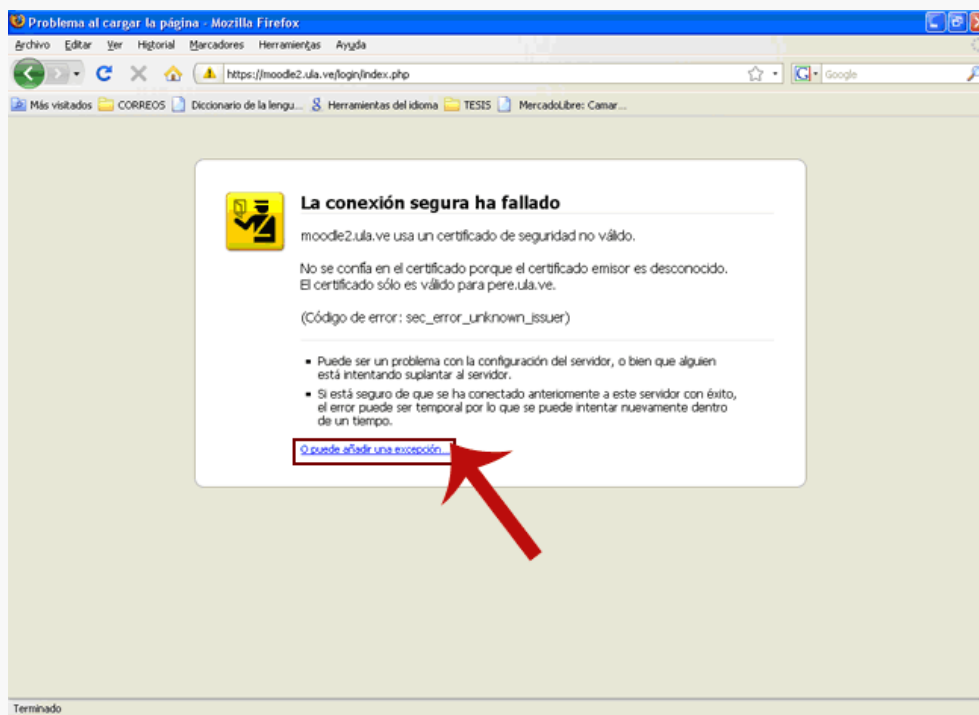 Problema al cargar la página - Mozilla Firefox
Archivo Editar Ver Historial Marcadores Herramientas Ayuda
https://moodle2.ula.ve/login/index.php
Google
Más visitados CORREOS Diccionario de la lengu... Herramientas del idioma TESIS MercadoLibre: Camar...
La conexión segura ha fallado
moodle2.ula.ve usa un certificado de seguridad no válido.
No se confía en el certificado porque el certificado emisor es desconocido.
El certificado sólo es válido para pere.ula.ve.
(Código de error: sec_error_unknown_issuer)
Puede ser un problema con la configuración del servidor, o bien que alguien
está intentando suplantar al servidor.
Si está seguro de que se ha conectado anteriormente a este servidor con éxito,
el error puede ser temporal por lo que se puede intentar nuevamente dentro
de un tiempo.
O puede añadir una excepción...
Terminado